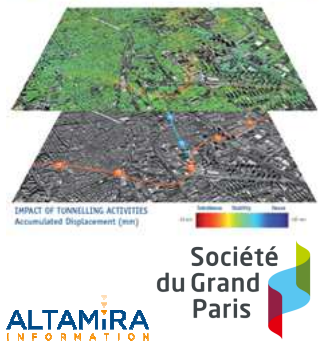 IMPACT OF TUNNELLING ACTIVITIES
Accumulated Displacement (mm)
Subsidence Stability Heave
Société
du Grand
Paris
ALTAMIRA
INFORMATION